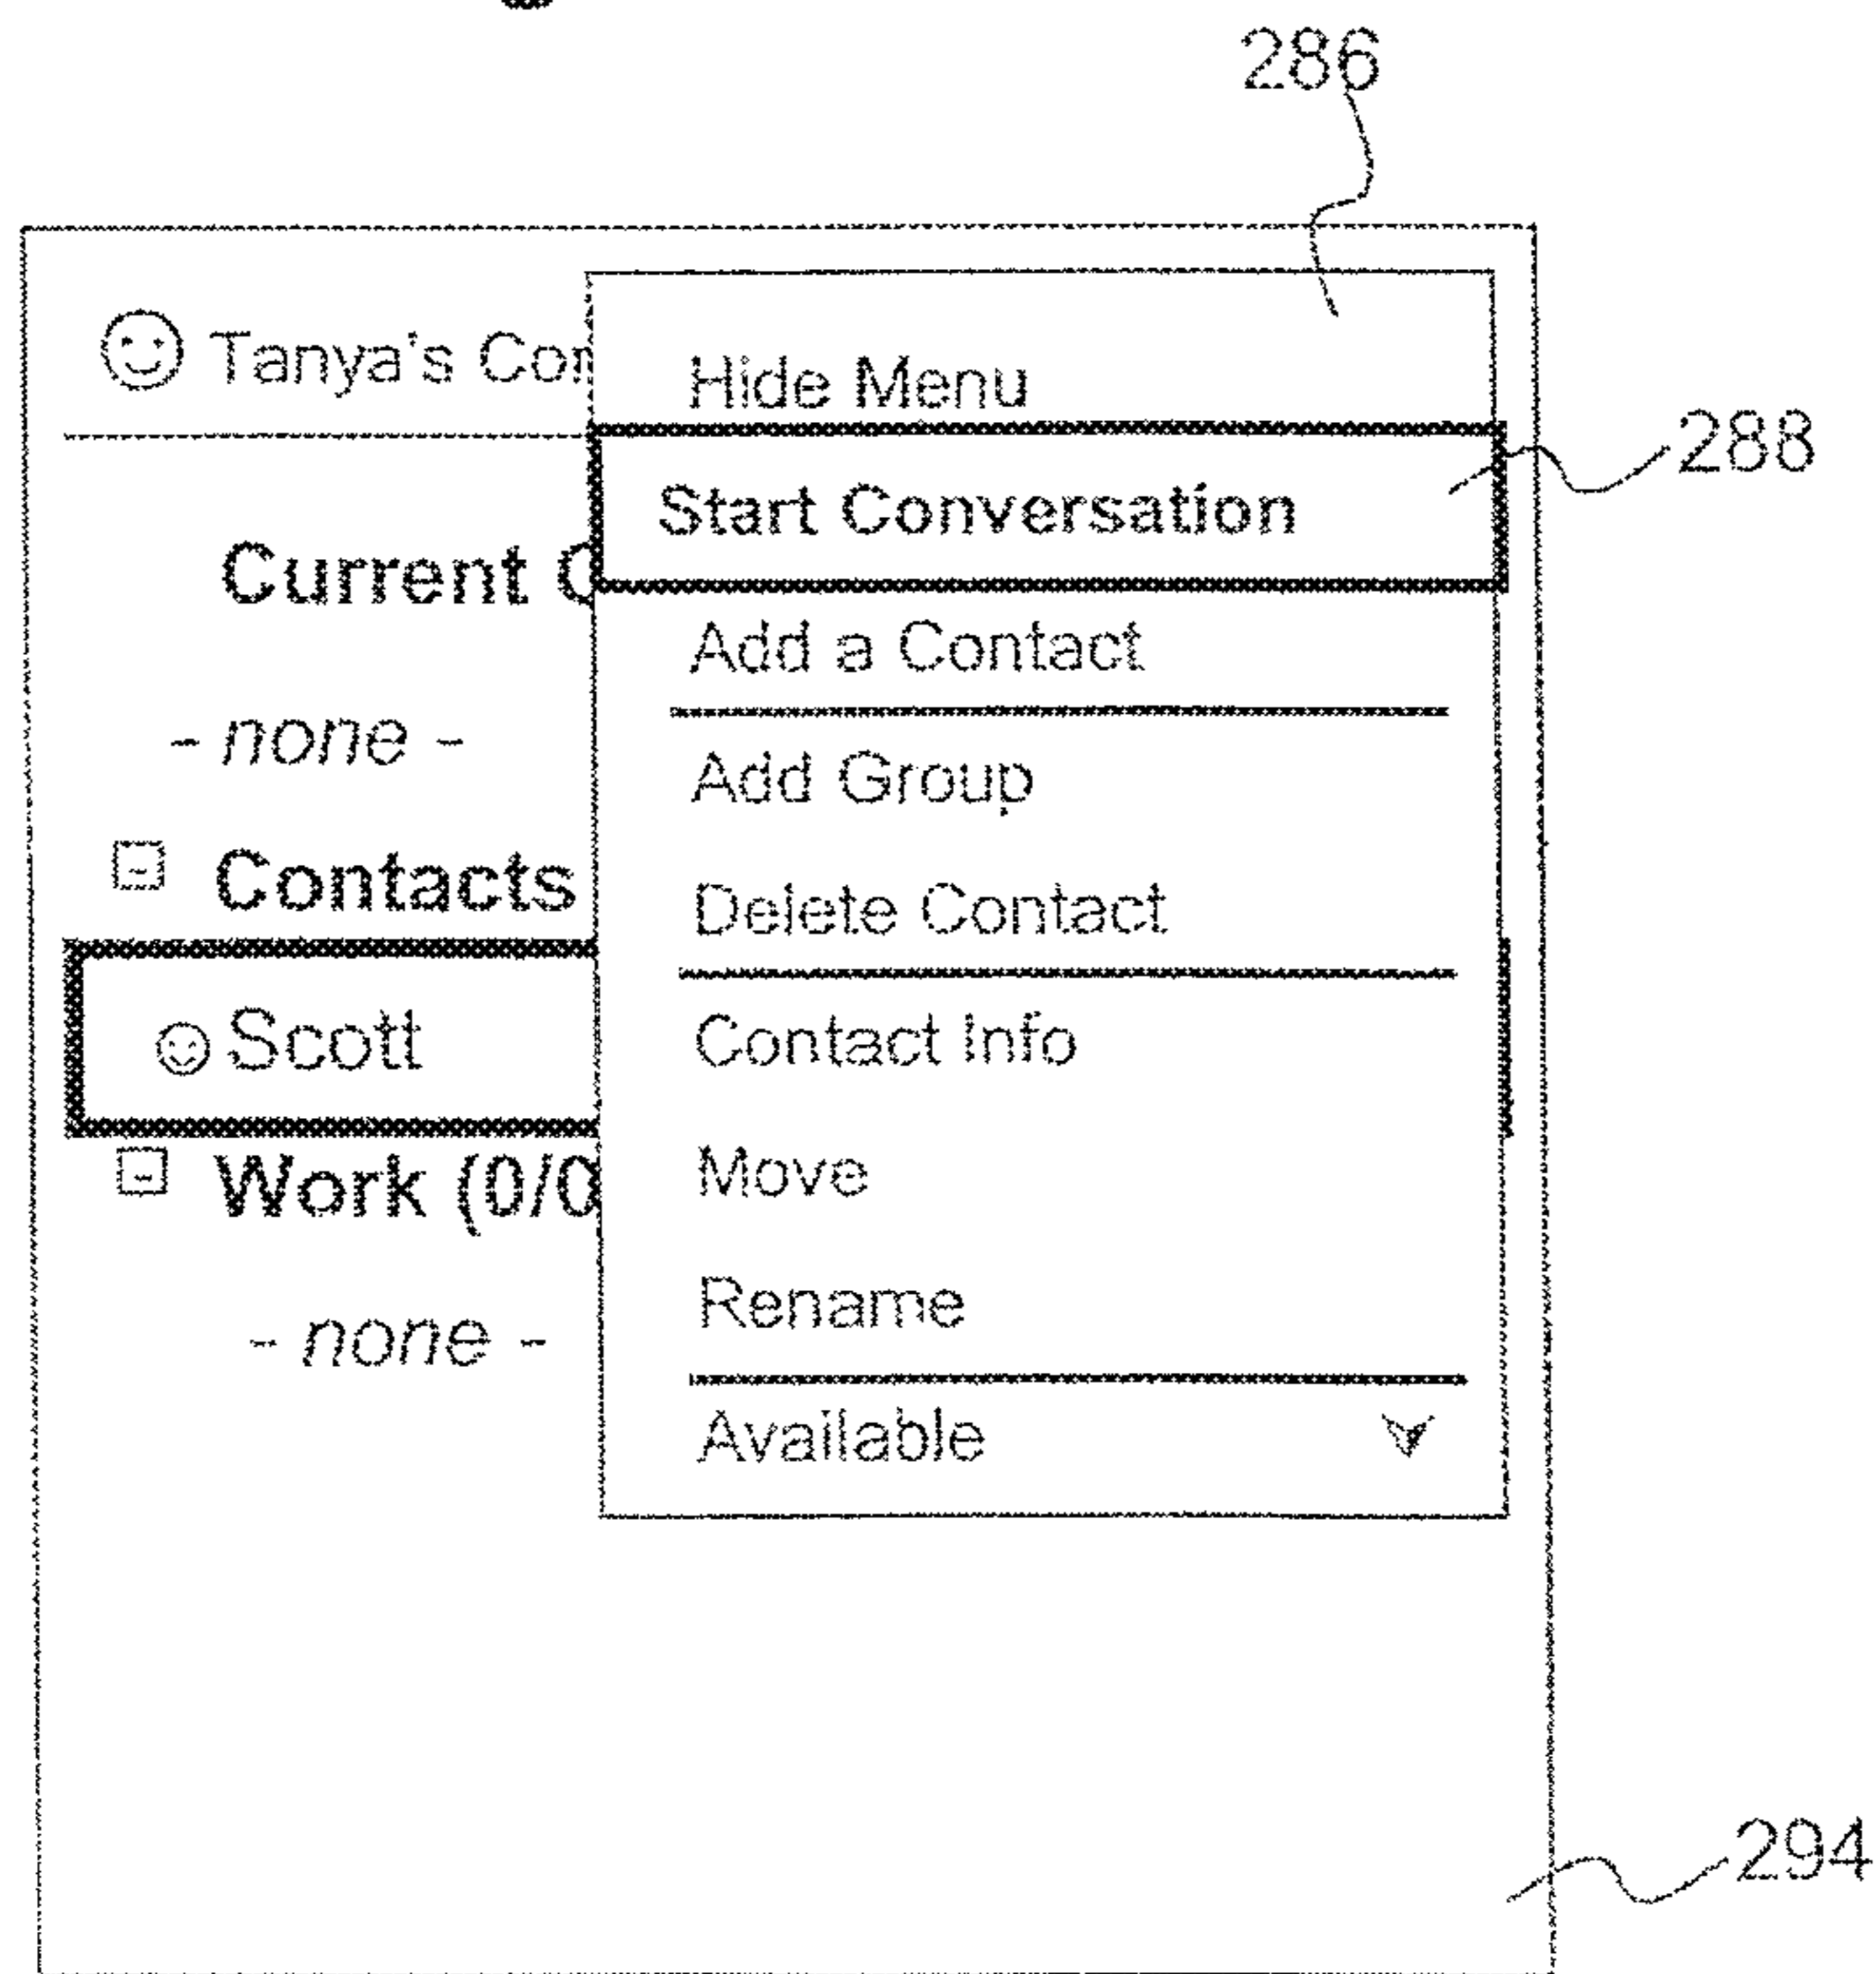 286
Tanya's Con
Hide Menu
288
Start Conversation
Current C
Add a Contact
- none -
Add Group
- Contacts
Delete Contact
Scott
Contact Info
- Work (0/0
Move
- none -
Rename
Available
294